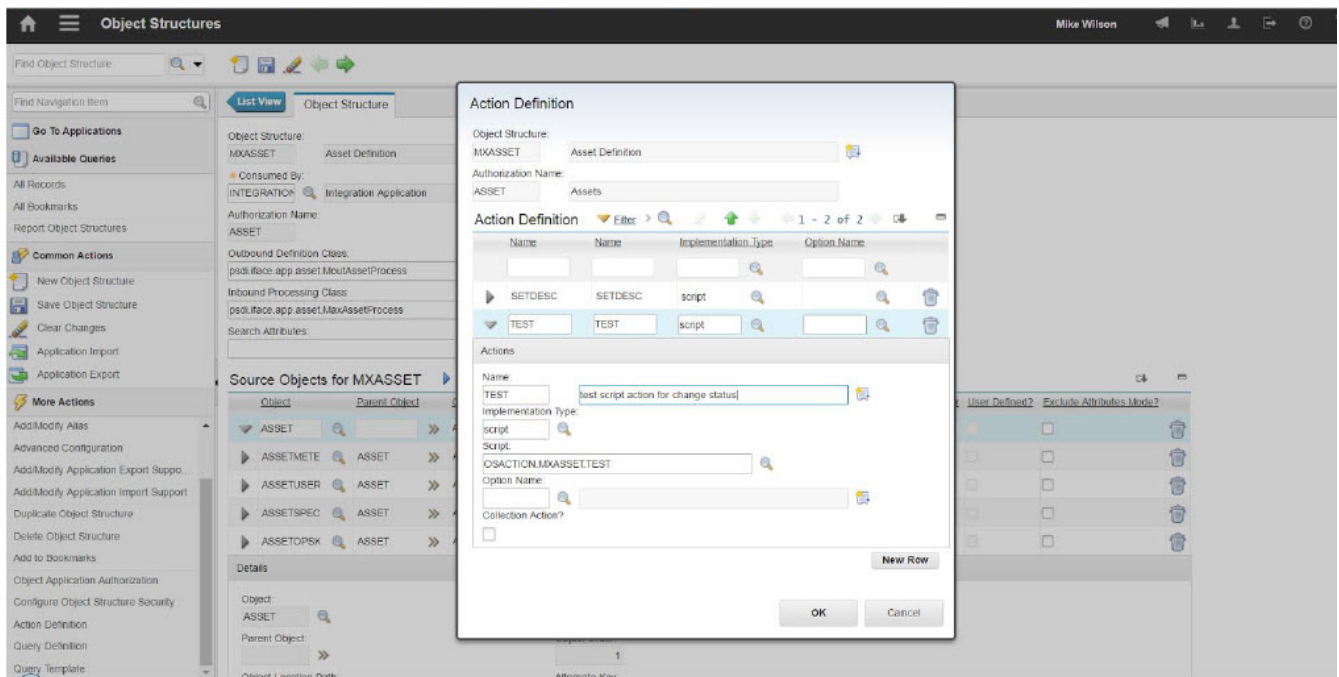 Object Structures
Mike Wilson
Find Object Structure
Find Navigation Item
Go To Applications
Available Queries
All Records
All Bookmarks
Report Object Structures
Common Actions
New Object Structure
Save Object Structure
Clear Changes
Application Import
Application Export
More Actions
Add/Modify Alias
Advanced Configuration
Add/Modify Application Export Suppo...
Add/Modify Application Import Support
Duplicate Object Structure
Delete Object Structure
Add to Bookmarks
Object Application Authorization
Configure Object Structure Security
Action Definition
Query Definition
Query Template
List View
Object Structure
Object Structure:
MXASSET Asset Definition
Consumed By:
INTEGRATION Integration Application
Authorization Name:
ASSET
Outbound Definition Class:
psdi.iface.app.asset.MoutAssetProcess
Inbound Processing Class:
psdi.iface.app.asset.MaxAssetProcess
Search Attributes:
Source Objects for MXASSET
Object Parent Object User Defined? Exclude Attributes Mode?
ASSET
ASSETMETE ASSET
ASSETUSER ASSET
ASSETSPEC ASSET
ASSETOPSK ASSET
Details
Object:
ASSET
Parent Object:
1
Object Location Path:
Alternate Key:
Action Definition
Object Structure:
MXASSET Asset Definition
Authorization Name:
ASSET Assets
Action Definition Filter 1 - 2 of 2
Name Name Implementation Type Option Name
SETDESC SETDESC script
TEST TEST script
Actions
Name:
TEST test script action for change status
Implementation Type:
script
Script:
OSACTION.MXASSET.TEST
Option Name:
Collection Action?
New Row
OK Cancel